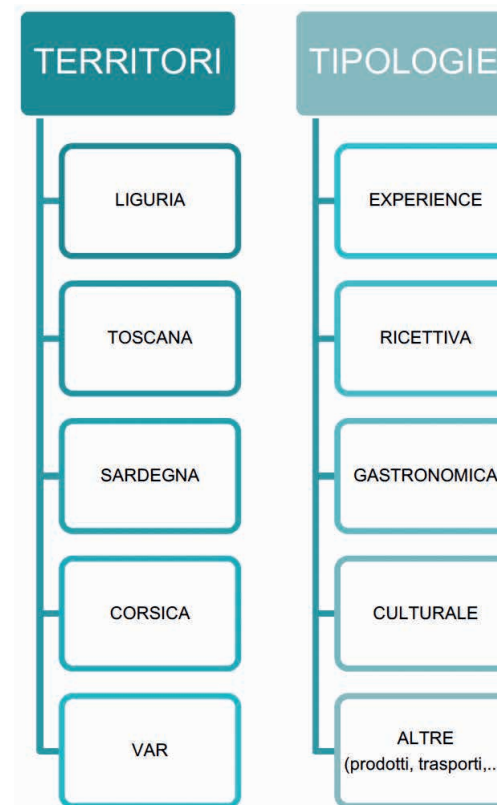 TERRITORI
LIGURIA
TOSCANA
SARDEGNA
CORSICA
VAR
TIPOLOGIE
EXPERIENCE
RICETTIVA
GASTRONOMICA
CULTURALE
ALTRE
(prodotti, trasporti,..